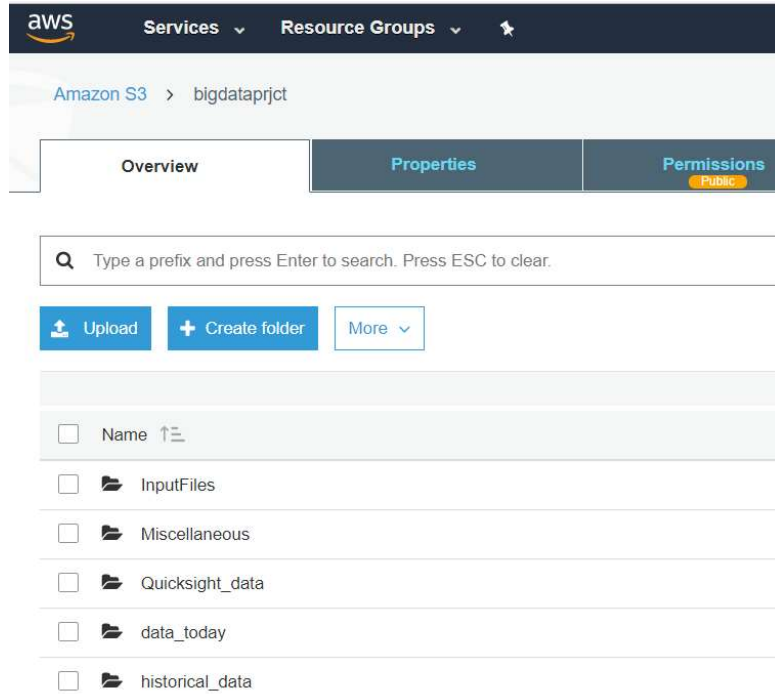 aws Services Resource Groups
Amazon S3 > bigdataprjct
Overview Properties Permissions
Public
Type a prefix and press Enter to search. Press ESC to clear.
Upload + Create folder More
Name
InputFiles
Miscellaneous
Quicksight_data
data_today
historical_data